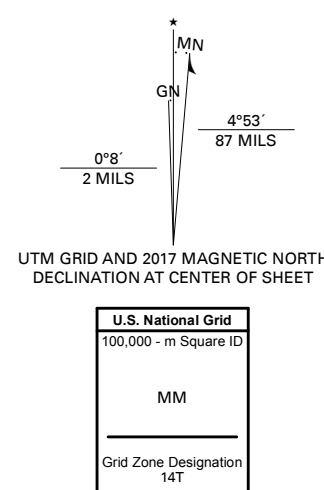 ★
MN
GN
4°53´
87 MILS
0°8´
2 MILS
UTM GRID AND 2017 MAGNETIC NORTH
DECLINATION AT CENTER OF SHEET
U.S. National Grid
100,000 - m Square ID
MM
Grid Zone Designation
14T